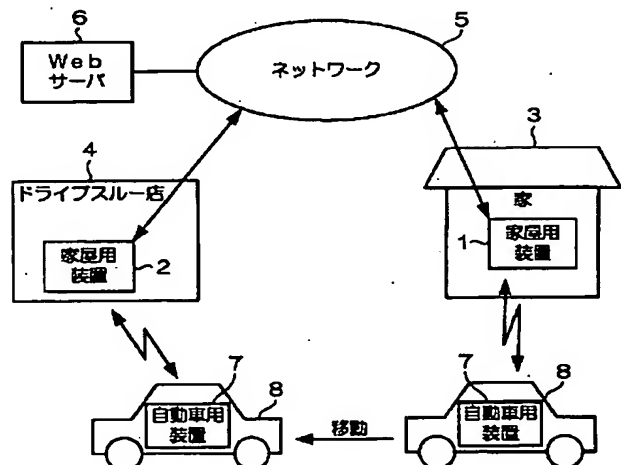 6
Web
サーバ
5
ネットワーク
4
ドライブスルー店
家屋用
装置
2
3
家
1
家屋用
装置
7
自動車用
装置
8
移動
7
自動車用
装置
8